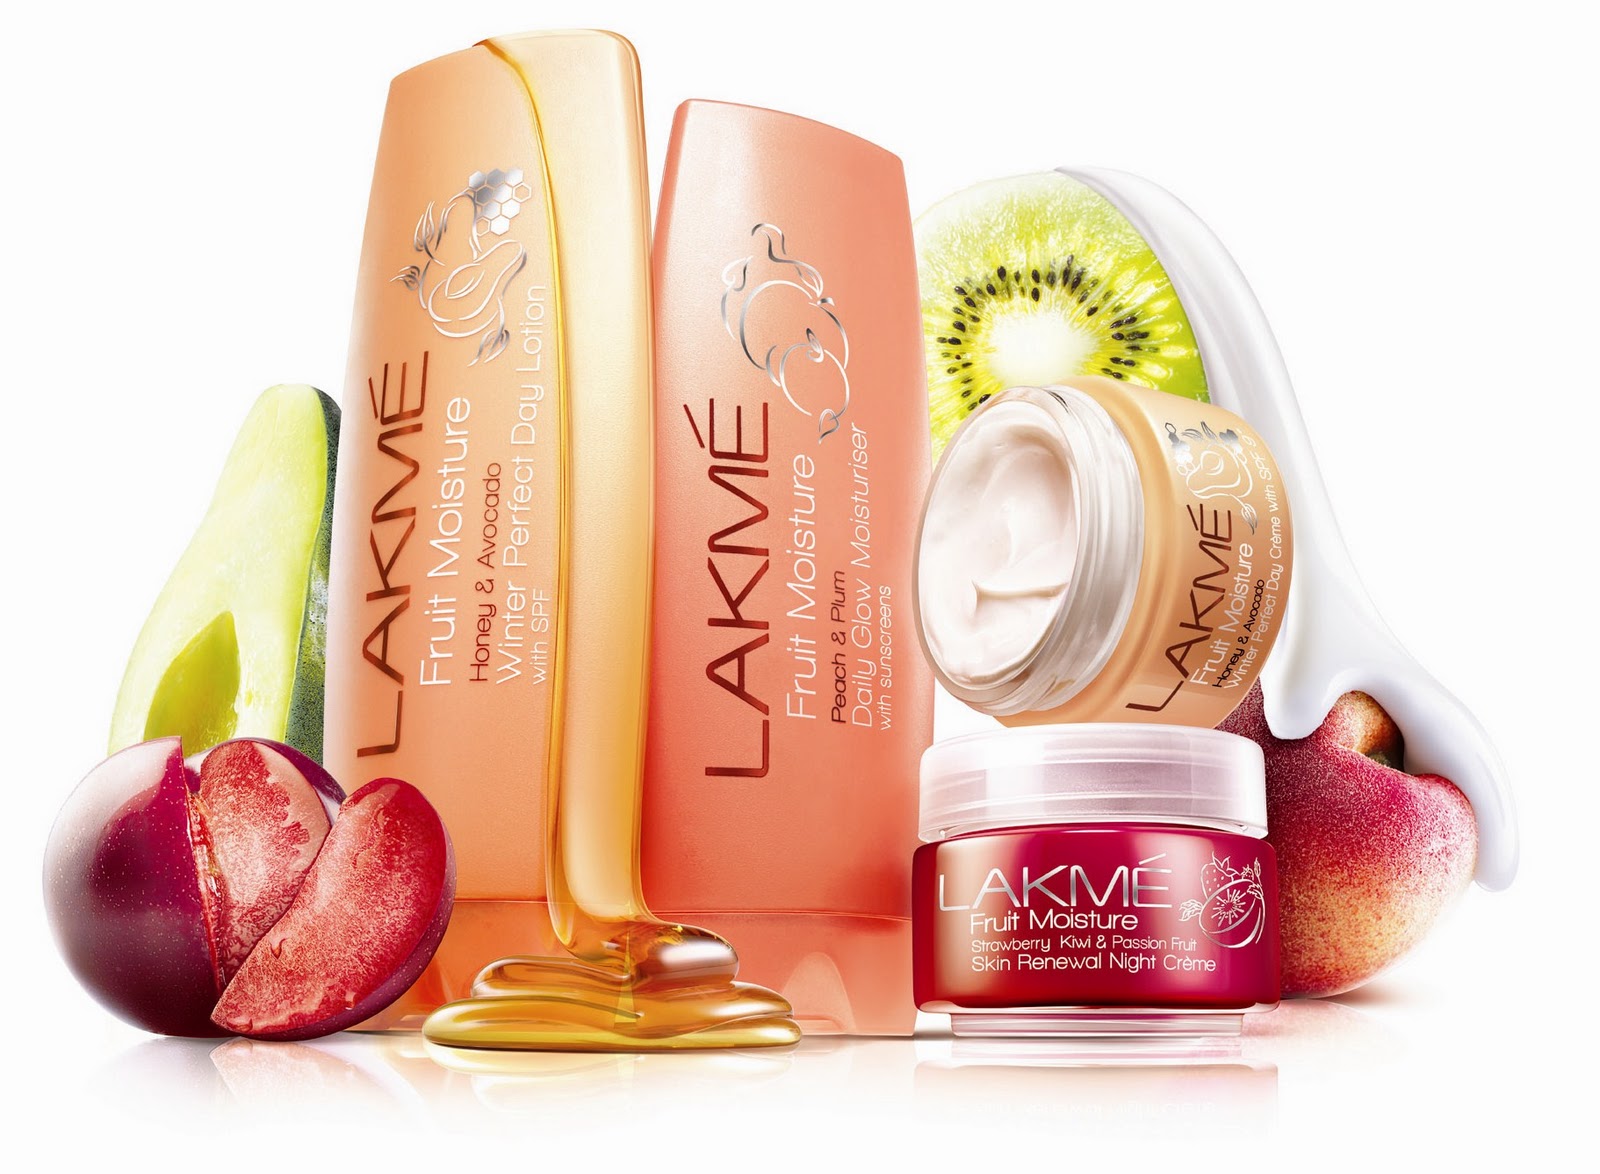 LAKMÉ
Fruit Moisture
Honey & Avocado
Winter Perfect Day Lotion
with SPF
LAKMÉ
Fruit Moisture
Peach & Plum
Daily Glow Moisturiser
with sunscreens
LAKMÉ
Fruit Moisture
Honey & Avocado
Winter Perfect Day Crème with SPF
LAKMÉ
Fruit Moisture
Strawberry Kiwi & Passion Fruit
Skin Renewal Night Crème